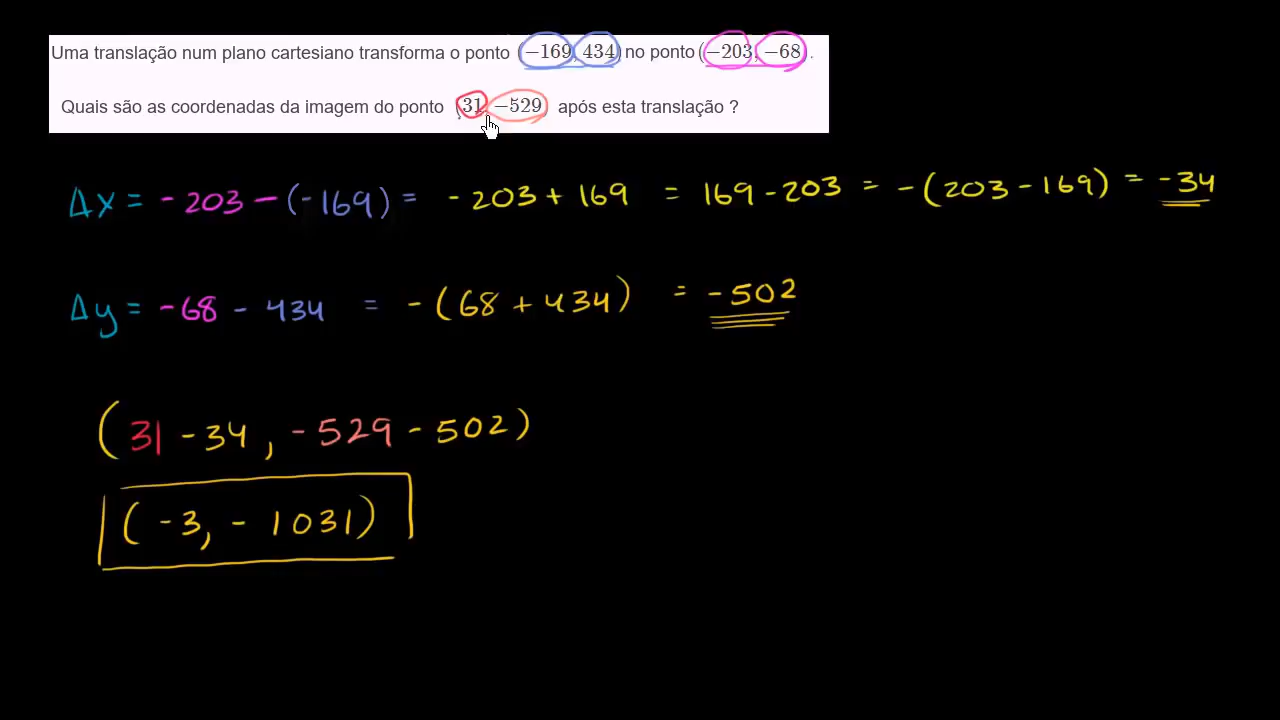 Uma translação num plano cartesiano transforma o ponto (−169, 434) no ponto (−203, −68).
Quais são as coordenadas da imagem do ponto (31, −529) após esta translação ?
Δx = -203 - (-169) = -203 + 169 = 169 - 203 = -(203 - 169) = -34
Δy = -68 - 434 = -(68 + 434) = -502
(31 - 34, -529 - 502)
(-3, -1031)